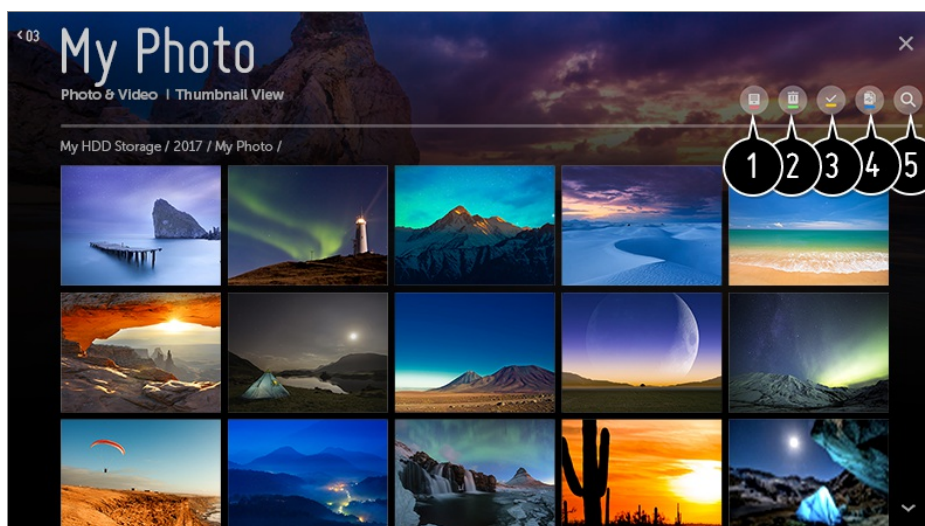 03
My Photo
Photo & Video | Thumbnail View
My HDD Storage / 2017 / My Photo /
1 2 3 4 5